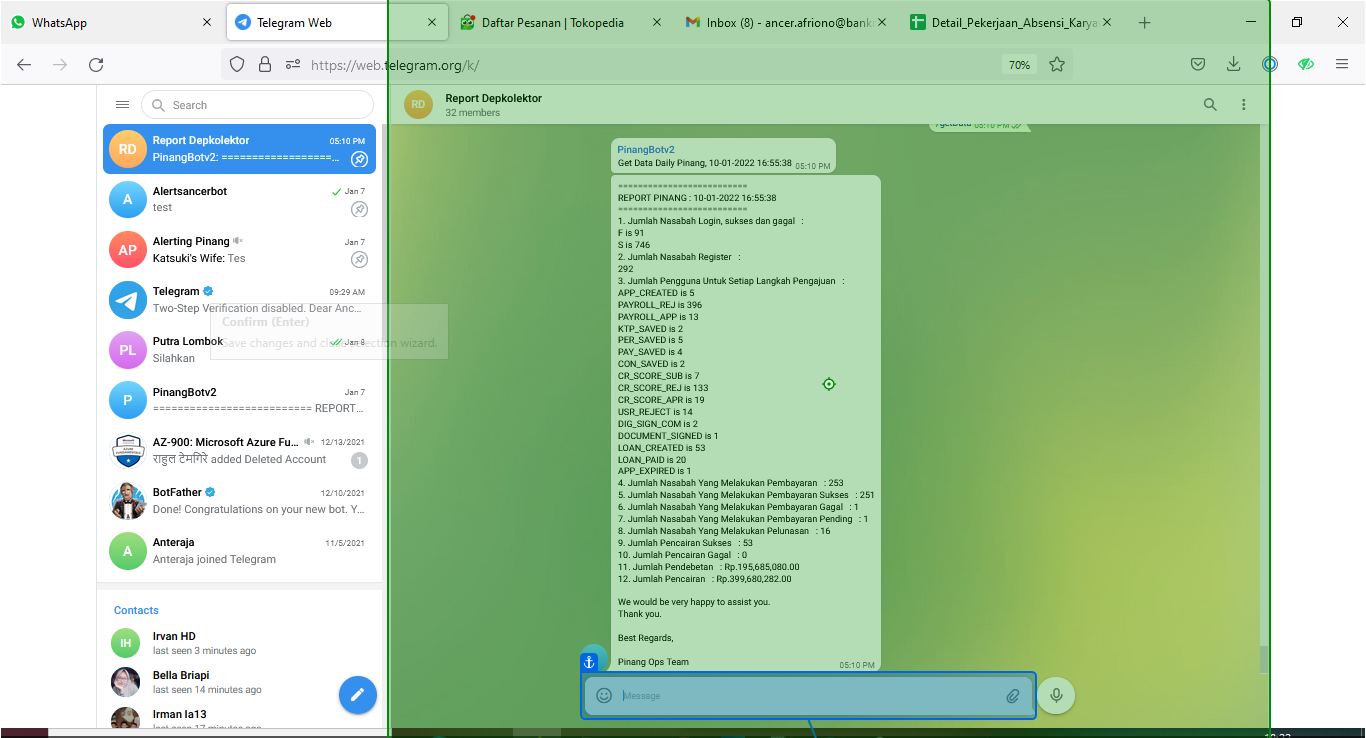 WhatsApp
Telegram Web
Daftar Pesanan | Tokopedia
Inbox (8) - ancer.afriono@bank
Detail_Pekerjaan_Absensi_Karya
https://web.telegram.org/k/
70%
Search
RD
Report Depkolektor
05:10 PM
PinangBotv2: ===================...
A
Alertsancerbot
Jan 7
test
AP
Alerting Pinang
Jan 7
Katsuki's Wife: Tes
Telegram
09:29 AM
Two-Step Verification disabled. Dear Anc...
Confirm (Enter)
Save changes and close selection wizard.
PL
Putra Lombok
Jan 8
Silahkan
P
PinangBotv2
Jan 7
========================== REPORT...
AZ-900: Microsoft Azure Fu...
12/13/2021
राहुल टेमगिरे added Deleted Account
1
BotFather
12/10/2021
Done! Congratulations on your new bot. Y...
A
Anteraja
11/5/2021
Anteraja joined Telegram
Contacts
IH
Irvan HD
last seen 3 minutes ago
Bella Briapi
last seen 14 minutes ago
Irman Ia13
last seen 17 minutes ago
RD
Report Depkolektor
32 members
/getData 05:10 PM
PinangBotv2
Get Data Daily Pinang, 10-01-2022 16:55:38 05:10 PM
==========================
REPORT PINANG : 10-01-2022 16:55:38
==========================
1. Jumlah Nasabah Login, sukses dan gagal :
F is 91
S is 746
2. Jumlah Nasabah Register :
292
3. Jumlah Pengguna Untuk Setiap Langkah Pengajuan :
APP_CREATED is 5
PAYROLL_REJ is 396
PAYROLL_APP is 13
KTP_SAVED is 2
PER_SAVED is 5
PAY_SAVED is 4
CON_SAVED is 2
CR_SCORE_SUB is 7
CR_SCORE_REJ is 133
CR_SCORE_APR is 19
USR_REJECT is 14
DIG_SIGN_COM is 2
DOCUMENT_SIGNED is 1
LOAN_CREATED is 53
LOAN_PAID is 20
APP_EXPIRED is 1
4. Jumlah Nasabah Yang Melakukan Pembayaran : 253
5. Jumlah Nasabah Yang Melakukan Pembayaran Sukses : 251
6. Jumlah Nasabah Yang Melakukan Pembayaran Gagal : 1
7. Jumlah Nasabah Yang Melakukan Pembayaran Pending : 1
8. Jumlah Nasabah Yang Melakukan Pelunasan : 16
9. Jumlah Pencairan Sukses : 53
10. Jumlah Pencairan Gagal : 0
11. Jumlah Pendebetan : Rp.195,685,080.00
12. Jumlah Pencairan : Rp.399,680,282.00
We would be very happy to assist you.
Thank you.
Best Regards,
Pinang Ops Team
05:10 PM
Message